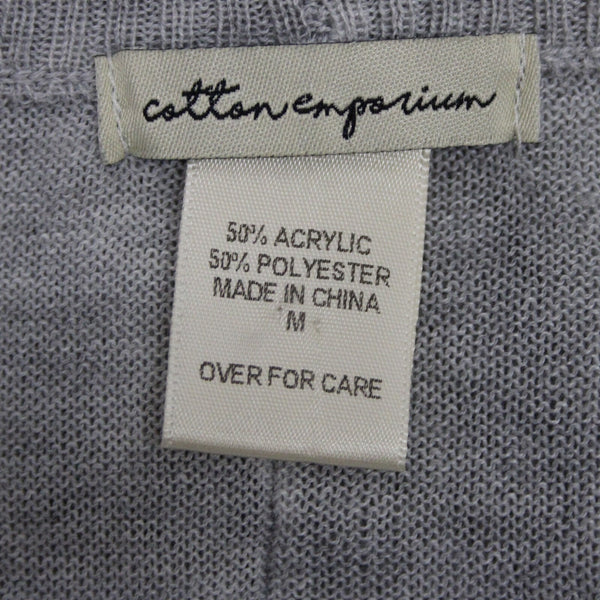 cotton emporium
50% ACRYLIC
50% POLYESTER
MADE IN CHINA
M
OVER FOR CARE